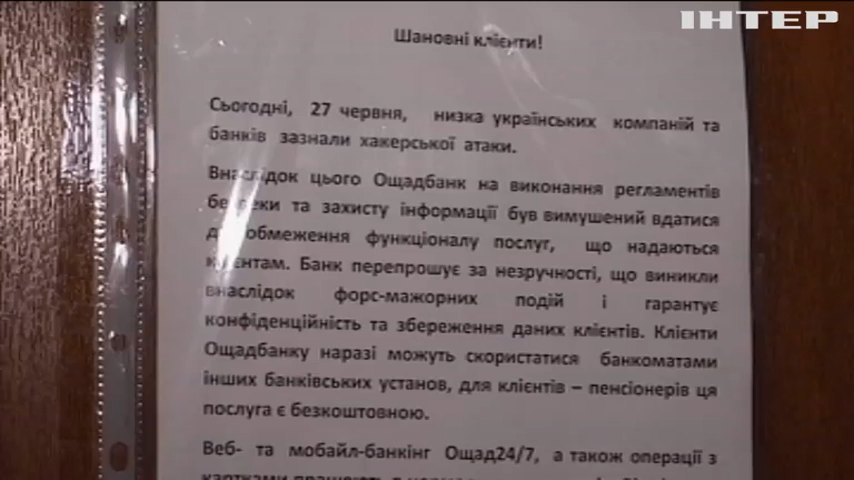 ІНТЕР
Шановні клієнти!
Сьогодні, 27 червня, низка українських компаній та
банків зазнали хакерської атаки.
Внаслідок цього Ощадбанк на виконання регламентів
безпеки та захисту інформації був вимушений вдатися
до обмеження функціоналу послуг, що надаються
клієнтам. Банк перепрошує за незручності, що виникли
внаслідок форс-мажорних подій і гарантує
конфіденційність та збереження даних клієнтів. Клієнти
Ощадбанку наразі можуть скористатися банкоматами
інших банківських установ, для клієнтів – пенсіонерів ця
послуга є безкоштовною.
Веб- та мобайл-банкінг Ощад24/7, а також операції з